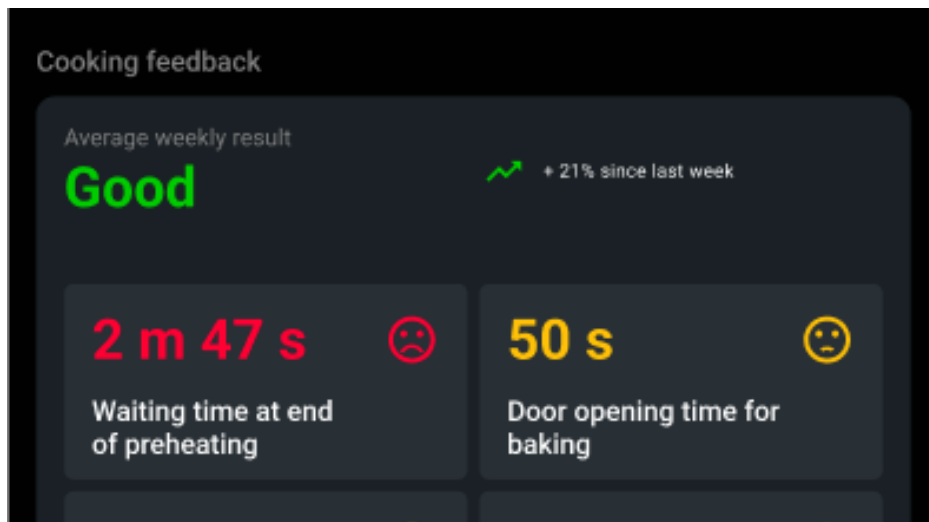 Cooking feedback
Average weekly result
Good
+ 21% since last week
2 m 47 s
Waiting time at end
of preheating
50 s
Door opening time for
baking